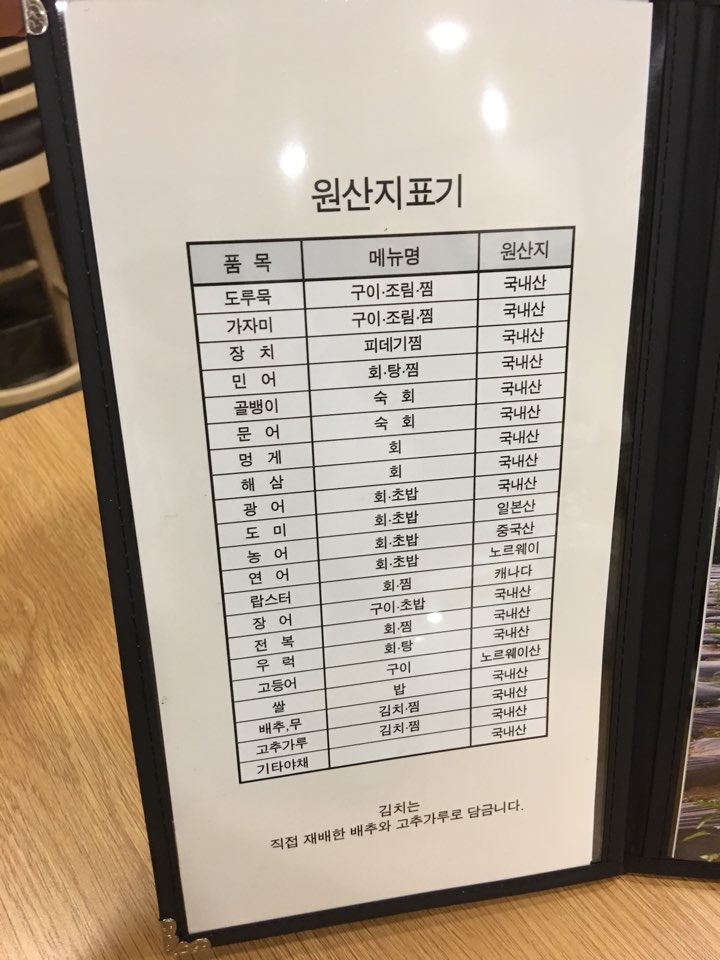 원산지표기
품 목 메뉴명 원산지
도루묵 구이·조림·찜 국내산
가자미 구이·조림·찜 국내산
장 치 피데기찜 국내산
민 어 회·탕·찜 국내산
골뱅이 숙 회 국내산
문 어 숙 회 국내산
멍 게 회 국내산
해 삼 회 국내산
광 어 회·초밥 국내산
도 미 회·초밥 일본산
농 어 회·초밥 중국산
연 어 회·초밥 노르웨이
랍스터 회·찜 캐나다
장 어 구이·초밥 국내산
전 복 회·찜 국내산
우 럭 회·탕 국내산
고등어 구이 노르웨이산
쌀 밥 국내산
배추,무 김치·찜 국내산
고추가루 김치·찜 국내산
기타야채 국내산
김치는
직접 재배한 배추와 고추가루로 담금니다.